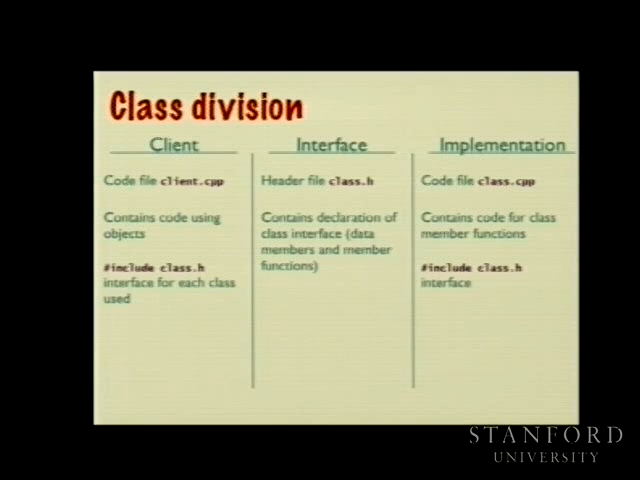 Class division
Client
Code file client.cpp
Contains code using
objects
#include class.h
interface for each class
used
Interface
Header file class.h
Contains declaration of
class interface (data
members and member
functions)
Implementation
Code file class.cpp
Contains code for class
member functions
#include class.h
interface
STANFORD
UNIVERSITY